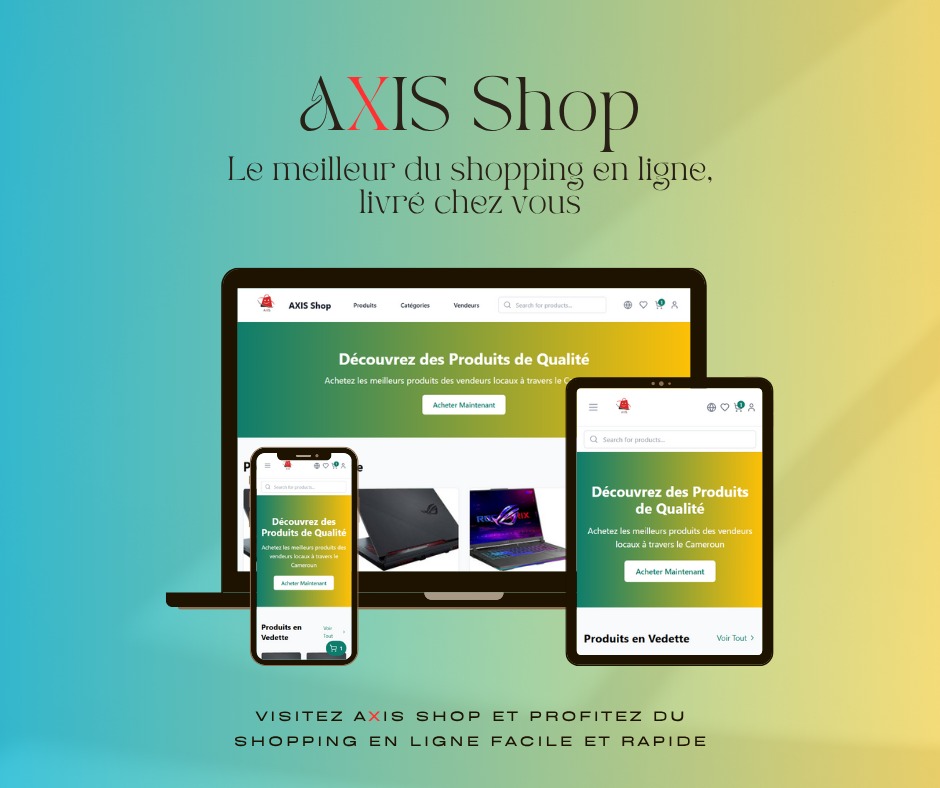 AXIS Shop
Le meilleur du shopping en ligne,
livré chez vous
AXIS Shop
Produits
Catégories
Vendeurs
Search for products...
1
Découvrez des Produits de Qualité
Achetez les meilleurs produits des vendeurs locaux à travers le
Acheter Maintenant
Search for products...
1
Découvrez des Produits
de Qualité
Achetez les meilleurs produits des vendeurs
locaux à travers le Cameroun
Acheter Maintenant
Produits en Vedette
Voir Tout
1
Search for products...
Découvrez des
Produits de Qualité
Achetez les meilleurs produits des
vendeurs locaux à travers le
Cameroun
Acheter Maintenant
Produits en
Vedette
Voir
Tout
1
VISITEZ AXIS SHOP ET PROFITEZ DU
SHOPPING EN LIGNE FACILE ET RAPIDE